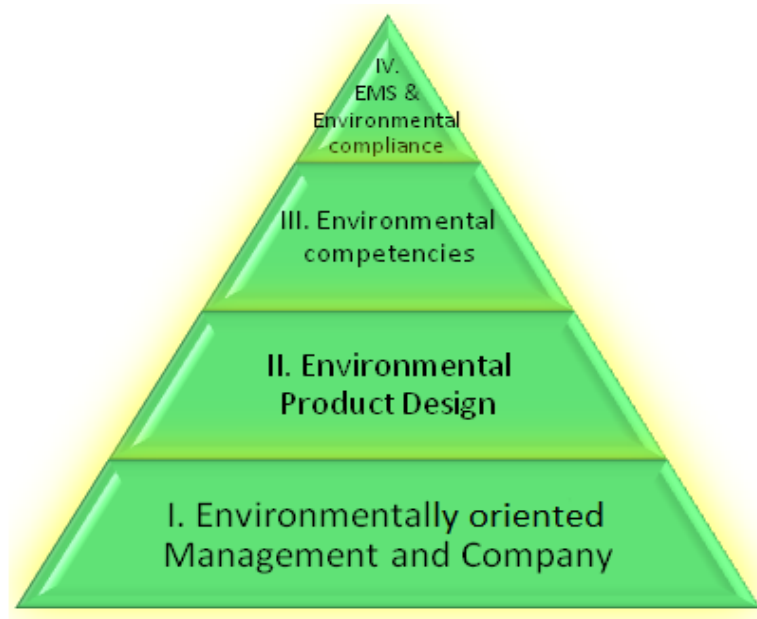 IV.
EMS &
Environmental
compliance
III. Environmental
competencies
II. Environmental
Product Design
I. Environmentally oriented
Management and Company